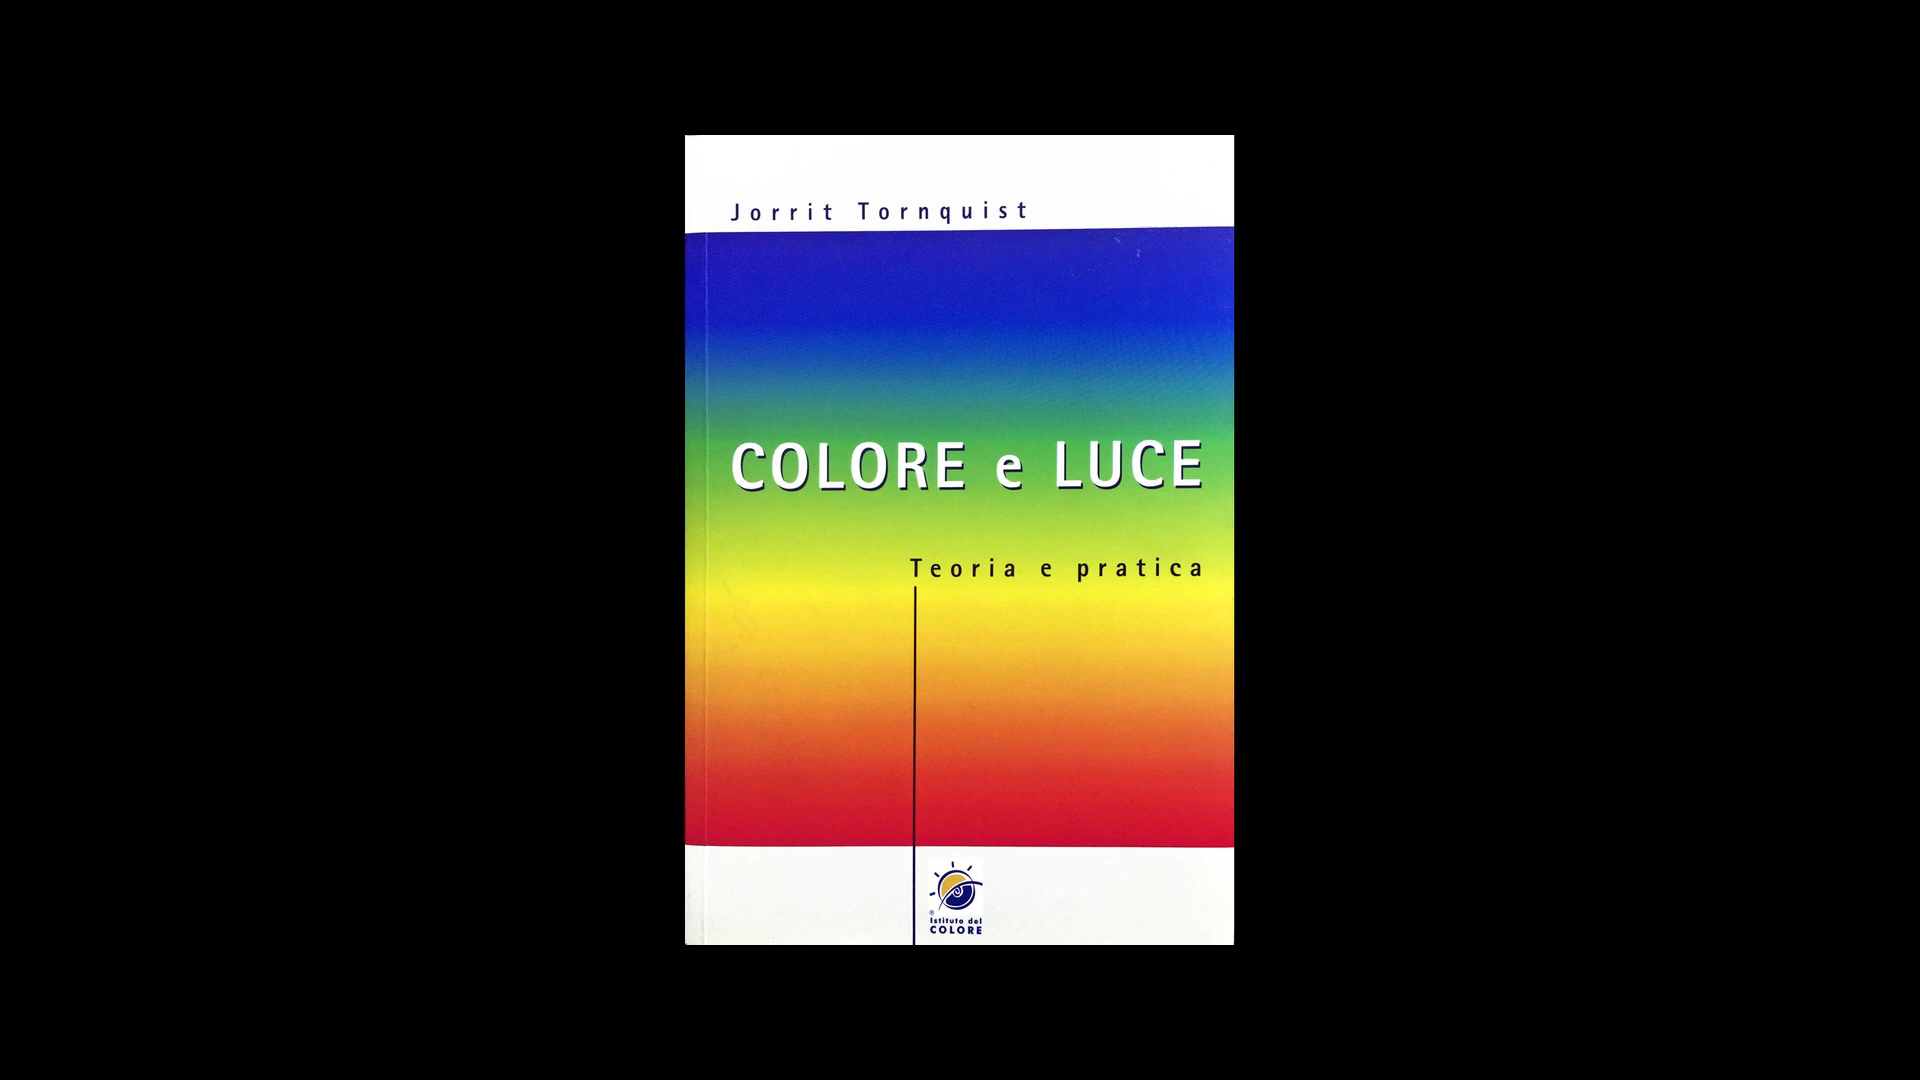 Jorrit Tornquist
COLORE e LUCE
Teoria e pratica
®
Istituto del
COLORE